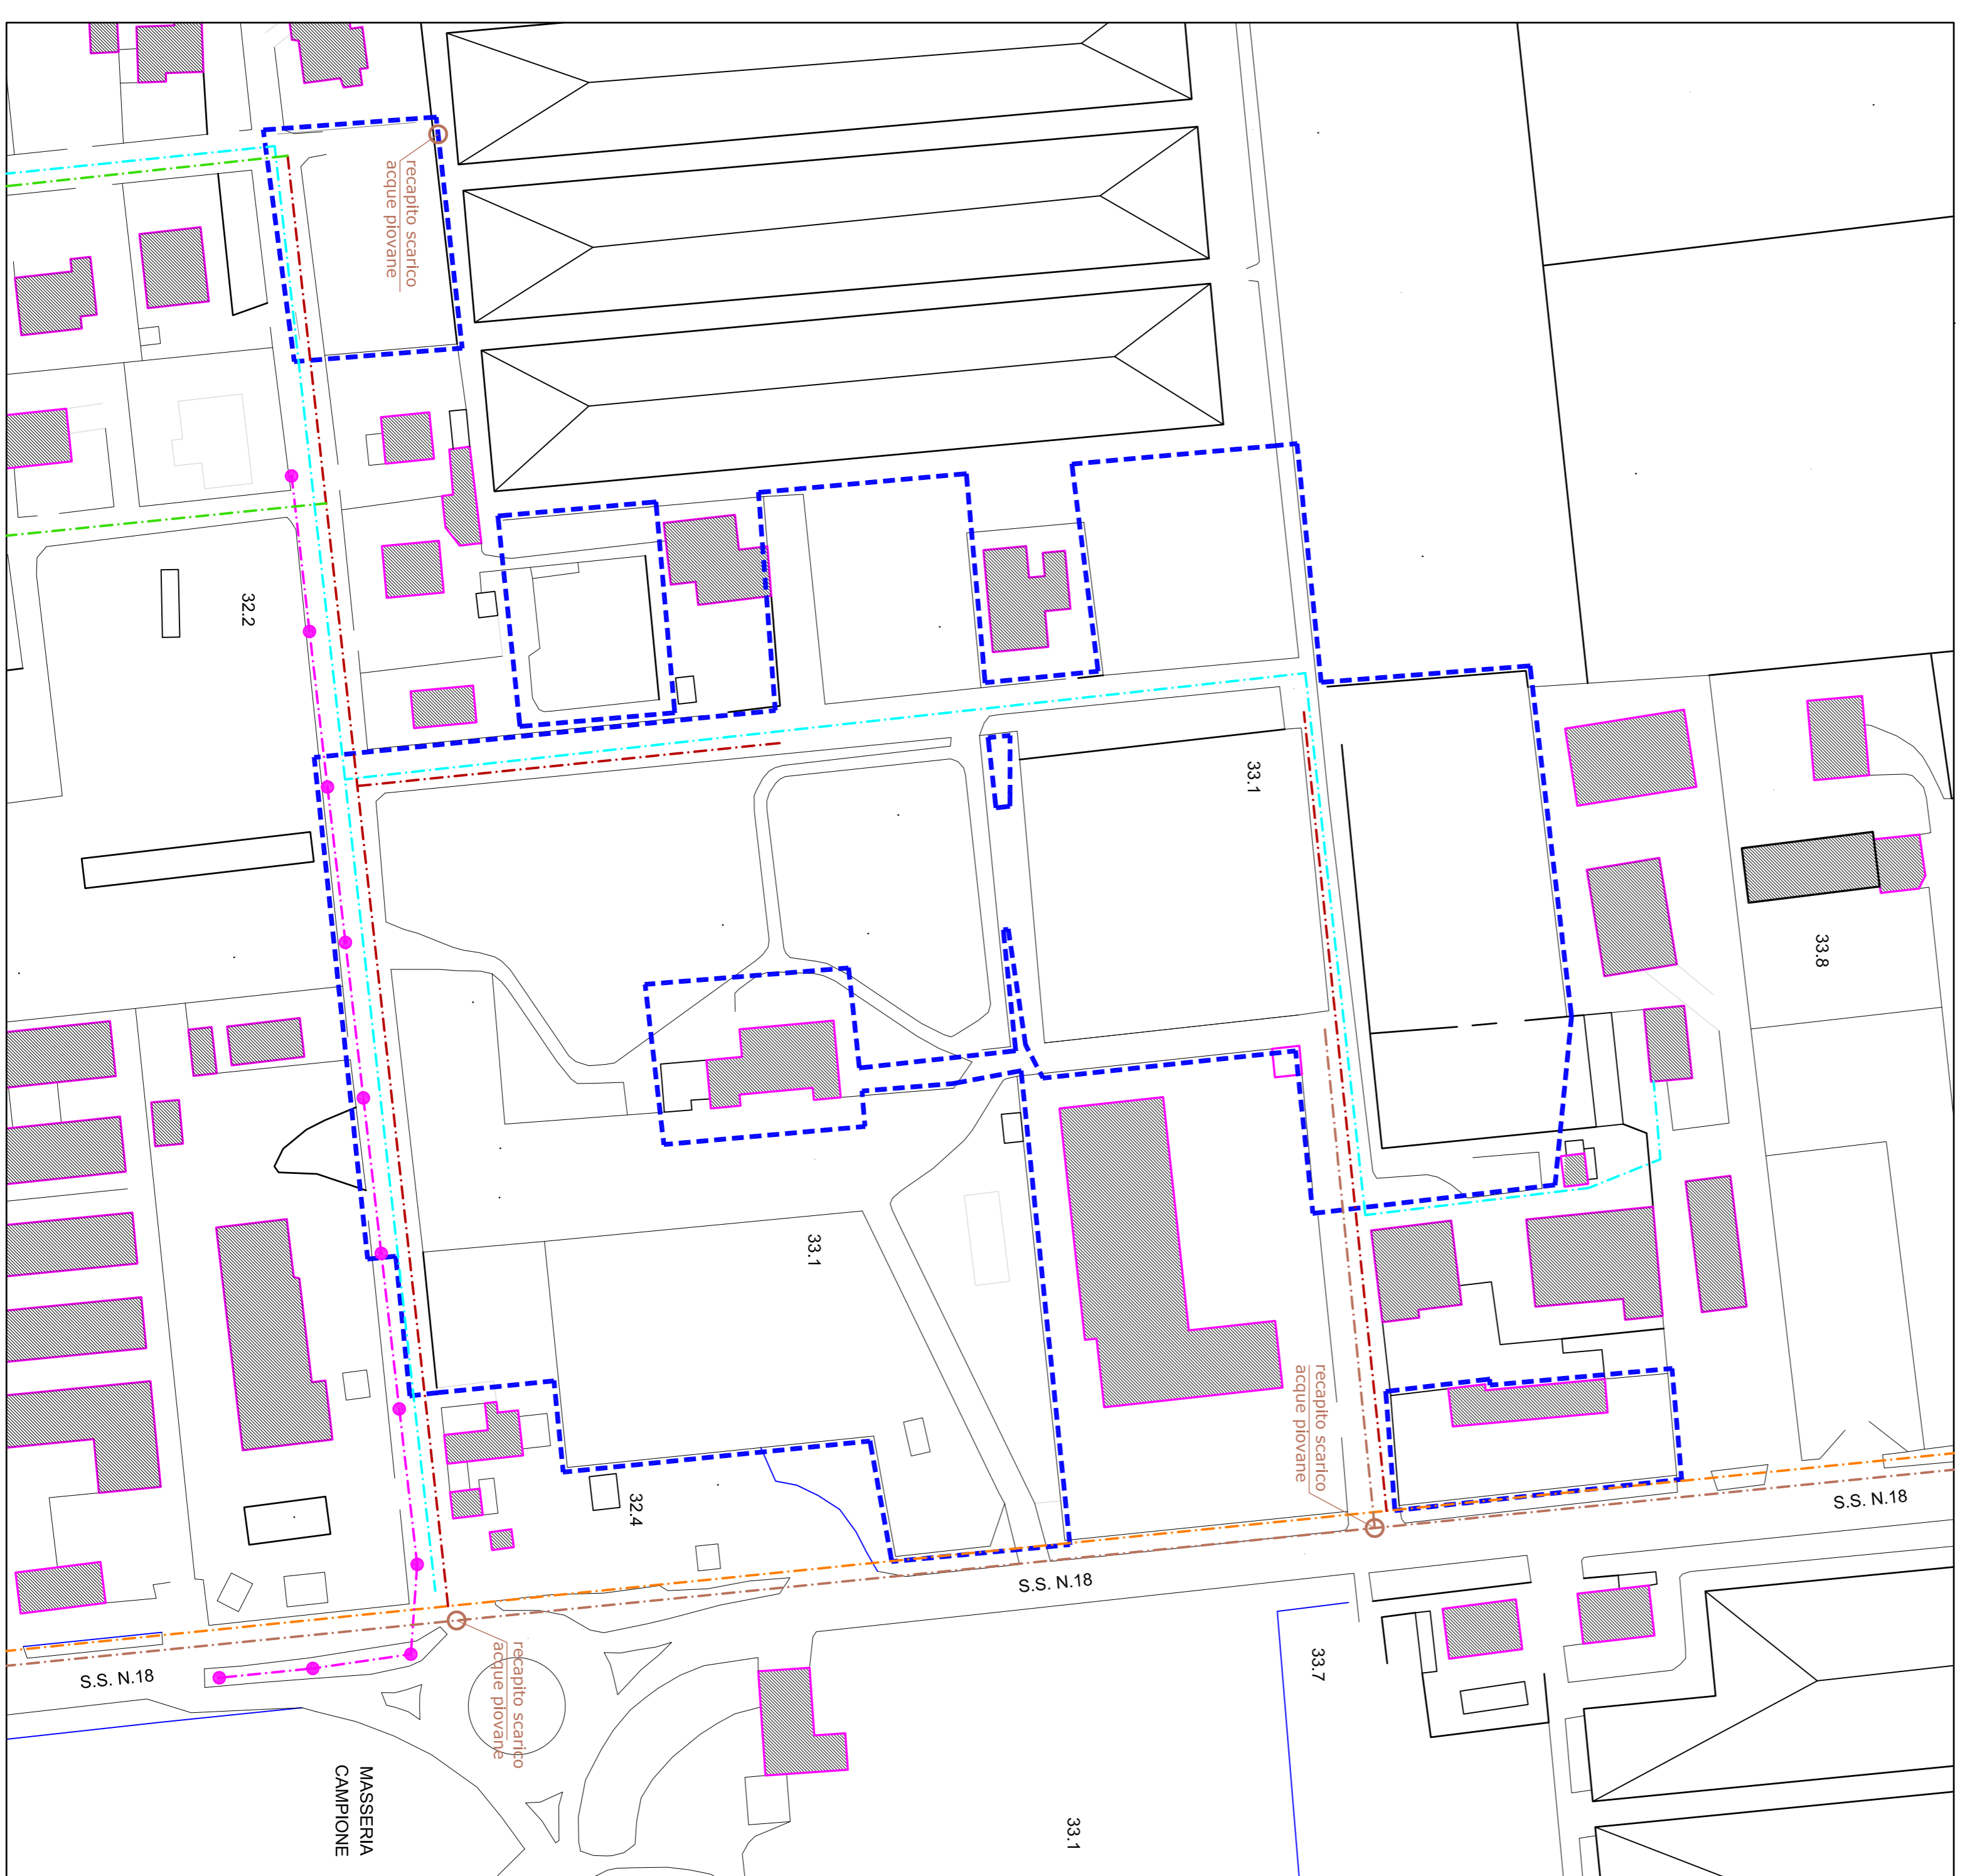 recapito scarico
acque piovane
32.2
33.1
33.8
33.1
recapito scarico
acque piovane
32.4
S.S. N.18
S.S. N.18
S.S. N.18
recapito scarico
acque piovane
33.7
MASSERIA
CAMPIONE
33.1